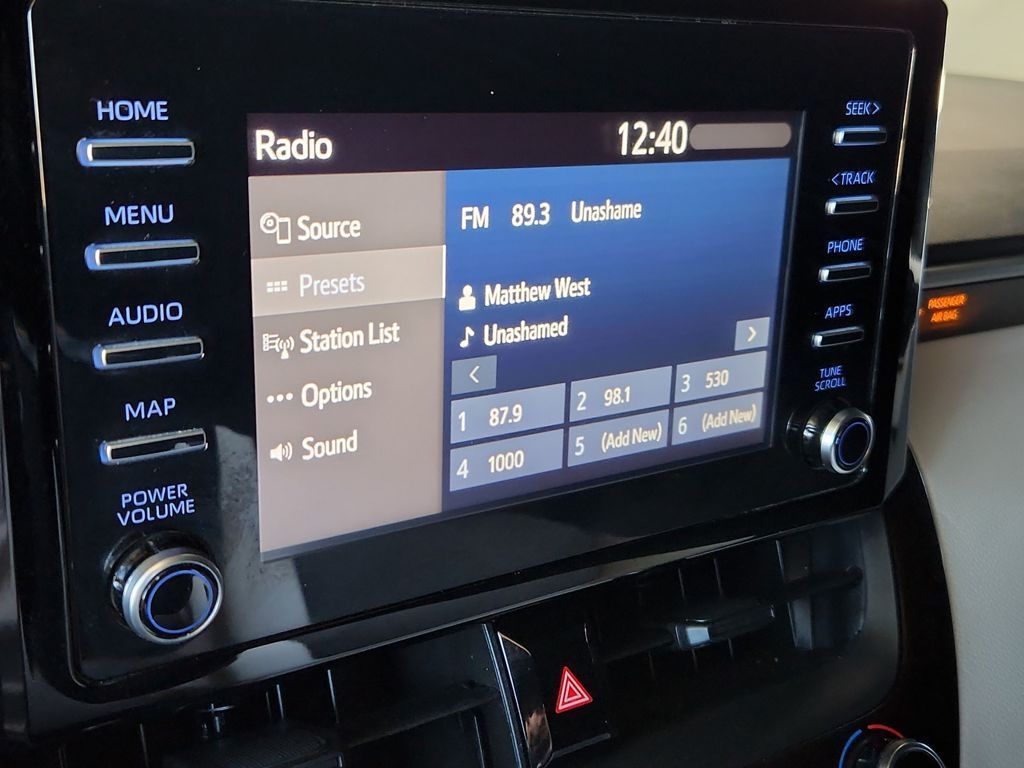 HOME
MENU
AUDIO
MAP
POWER
VOLUME
Radio
12:40
Source
Presets
Station List
Options
Sound
FM 89.3 Unashame
Matthew West
Unashamed
<
>
1 87.9
2 98.1
3 530
4 1000
5 (Add New)
6 (Add New)
SEEK >
< TRACK
PHONE
APPS
TUNE
SCROLL
PASSENGER
AIR BAG